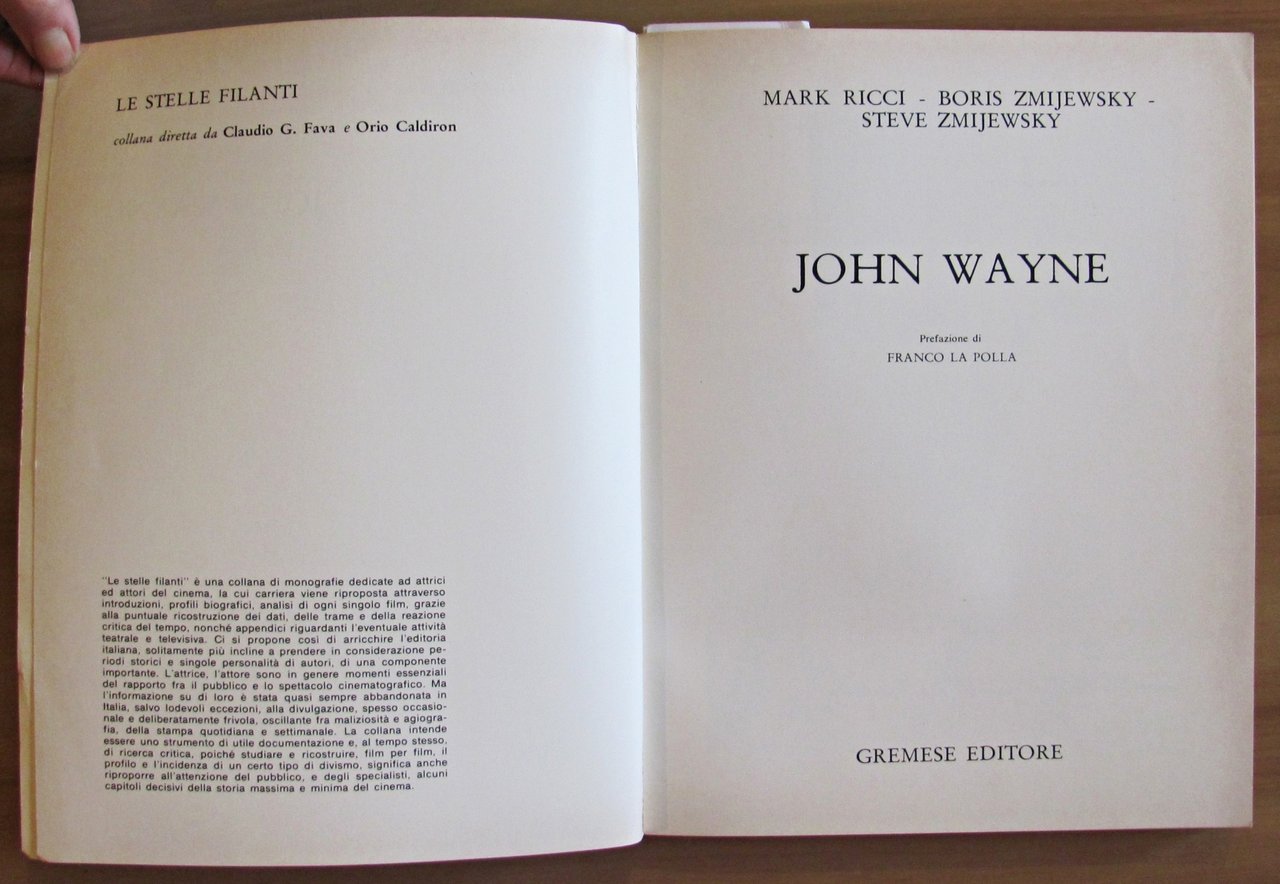 LE STELLE FILANTI
collana diretta da Claudio G. Fava e Orio Caldiron
"Le stelle filanti" è una collana di monografie dedicate ad attrici
ed attori del cinema, la cui carriera viene riproposta attraverso
introduzioni, profili biografici, analisi di ogni singolo film, grazie
alla puntuale ricostruzione dei dati, delle trame e della reazione
critica del tempo, nonché appendici riguardanti l'eventuale attività
teatrale e televisiva. Ci si propone così di arricchire l'editoria
italiana, solitamente più incline a prendere in considerazione pe-
riodi storici e singole personalità di autori, di una componente
importante. L'attrice, l'attore sono in genere momenti essenziali
del rapporto fra il pubblico e lo spettacolo cinematografico. Ma
l'informazione su di loro è stata quasi sempre abbandonata in
Italia, salvo lodevoli eccezioni, alla divulgazione, spesso occasio-
nale e deliberatamente frivola, oscillante fra maliziosità e agiogra-
fia, della stampa quotidiana e settimanale. La collana intende
essere uno strumento di utile documentazione e, al tempo stesso,
di ricerca critica, poiché studiare e ricostruire, film per film, il
profilo e l'incidenza di un certo tipo di divismo, significa anche
riproporre all'attenzione del pubblico, e degli specialisti, alcuni
capitoli decisivi della storia massima e minima del cinema.
MARK RICCI - BORIS ZMIJEWSKY -
STEVE ZMIJEWSKY
JOHN WAYNE
Prefazione di
FRANCO LA POLLA
GREMESE EDITORE